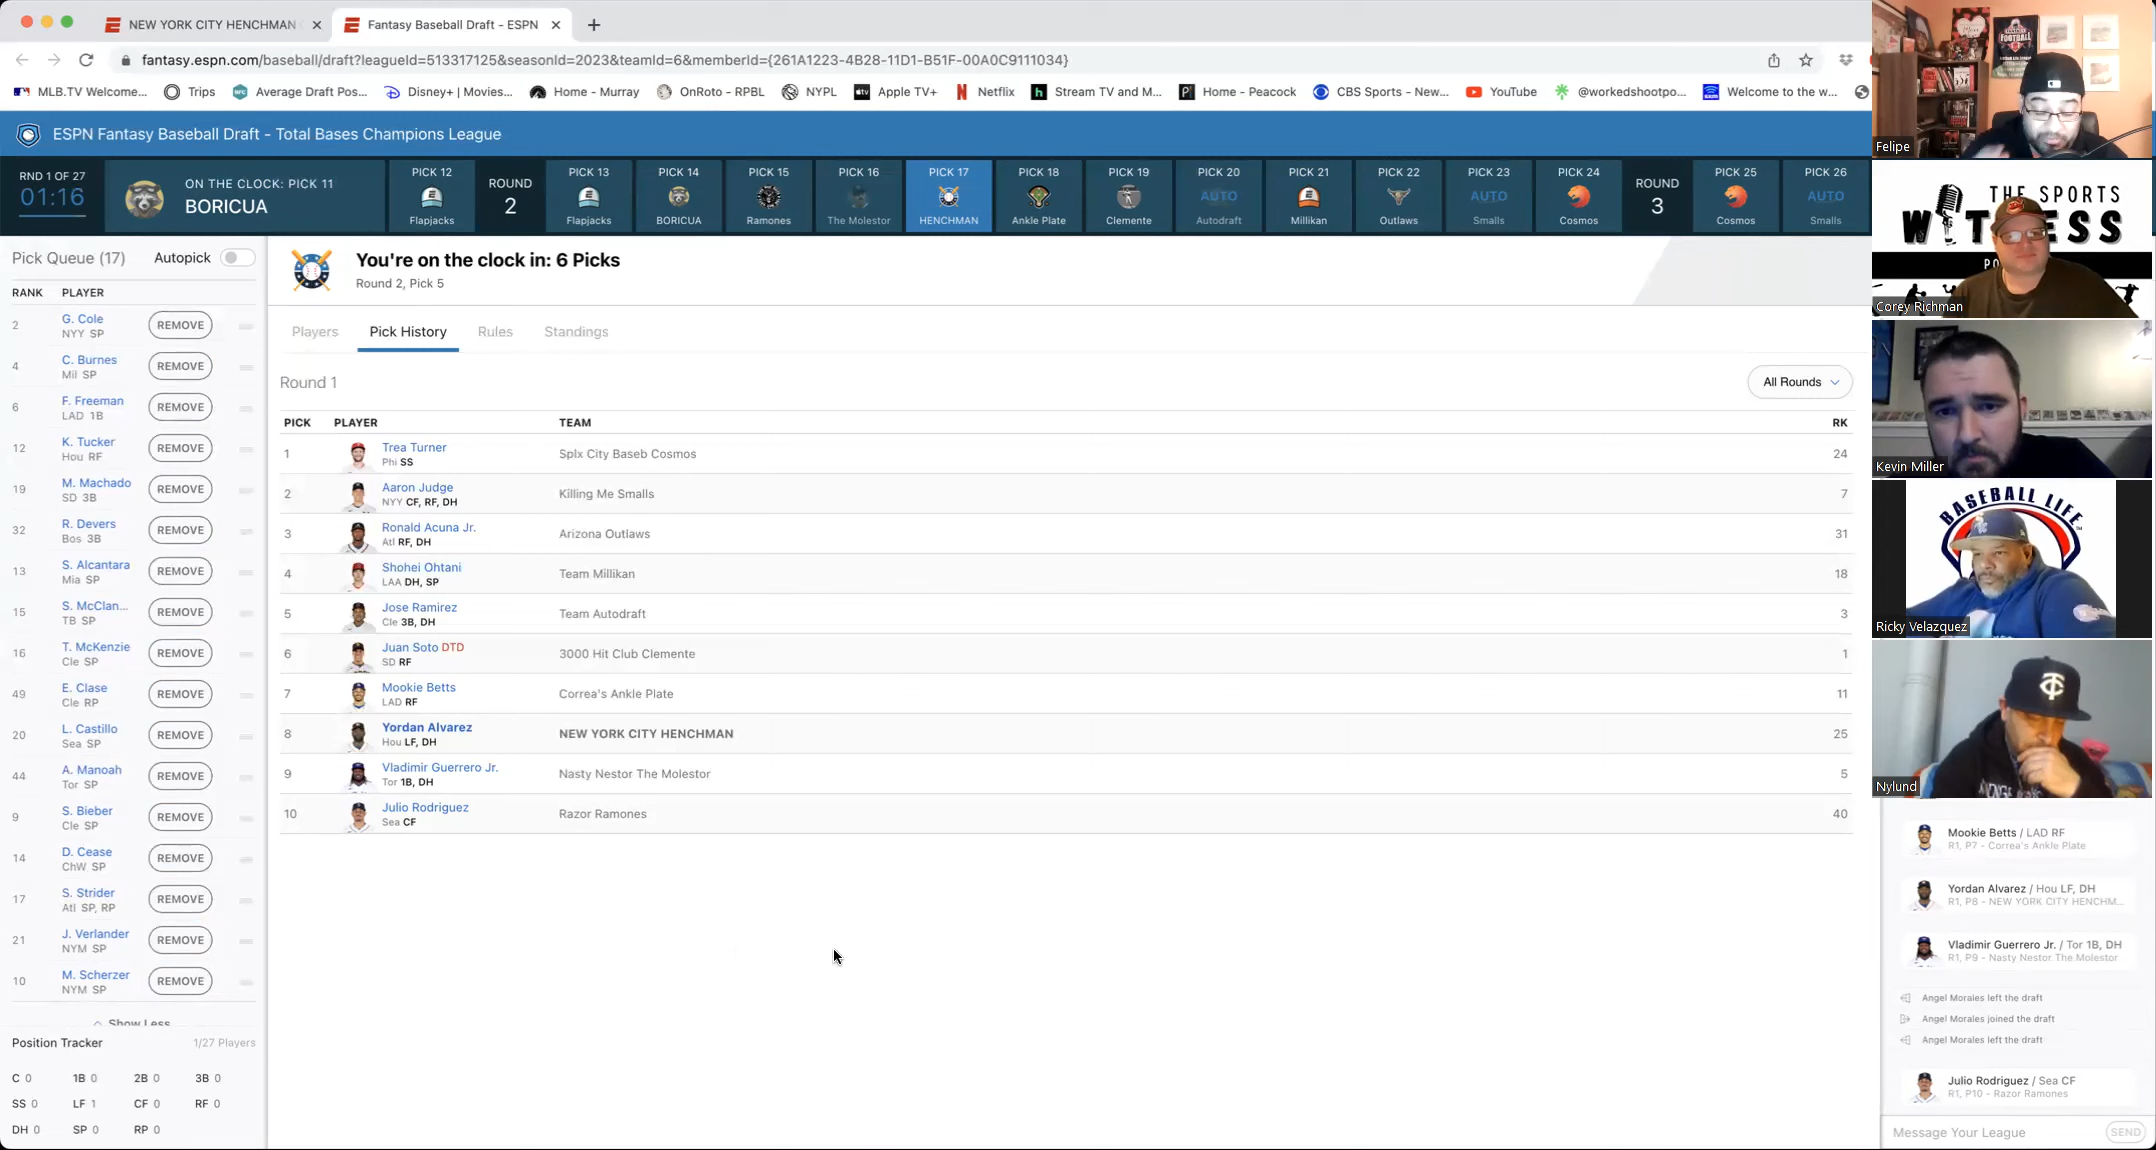 NEW YORK CITY HENCHMAN
Fantasy Baseball Draft - ESPN
fantasy.espn.com/baseball/draft?leagueId=513317125&seasonId=2023&teamId=6&memberId={261A1223-4B28-11D1-B51F-00A0C9111034}
MLB.TV Welcome...
Trips
Average Draft Pos...
Disney+ | Movies...
Home - Murray
OnRoto - RPBL
NYPL
Apple TV+
Netflix
Stream TV and M...
Home - Peacock
CBS Sports - New...
YouTube
@workedshootpo...
Welcome to the w...
ESPN Fantasy Baseball Draft - Total Bases Champions League
RND 1 OF 27
01:16
ON THE CLOCK: PICK 11
BORICUA
PICK 12
Flapjacks
ROUND
2
PICK 13
Flapjacks
PICK 14
BORICUA
PICK 15
Ramones
PICK 16
The Molestor
PICK 17
HENCHMAN
PICK 18
Ankle Plate
PICK 19
Clemente
PICK 20
AUTO
Autodraft
PICK 21
Millikan
PICK 22
Outlaws
PICK 23
AUTO
Smalls
PICK 24
Cosmos
ROUND
3
PICK 25
Cosmos
PICK 26
AUTO
Smalls
Pick Queue (17)
Autopick
RANK PLAYER
2 G. Cole REMOVE
NYY SP
4 C. Burnes REMOVE
Mil SP
6 F. Freeman REMOVE
LAD 1B
12 K. Tucker REMOVE
Hou RF
19 M. Machado REMOVE
SD 3B
32 R. Devers REMOVE
Bos 3B
13 S. Alcantara REMOVE
Mia SP
15 S. McClan... REMOVE
TB SP
16 T. McKenzie REMOVE
Cle SP
49 E. Clase REMOVE
Cle RP
20 L. Castillo REMOVE
Sea SP
44 A. Manoah REMOVE
Tor SP
9 S. Bieber REMOVE
Cle SP
14 D. Cease REMOVE
ChW SP
17 S. Strider REMOVE
Atl SP, RP
21 J. Verlander REMOVE
NYM SP
10 M. Scherzer REMOVE
NYM SP
Show Less
Position Tracker 1/27 Players
C 0 1B 0 2B 0 3B 0
SS 0 LF 1 CF 0 RF 0
DH 0 SP 0 RP 0
You're on the clock in: 6 Picks
Round 2, Pick 5
Players Pick History Rules Standings
Round 1
All Rounds
PICK PLAYER TEAM RK
1 Trea Turner Splx City Baseb Cosmos 24
Phi SS
2 Aaron Judge Killing Me Smalls 7
NYY CF, RF, DH
3 Ronald Acuna Jr. Arizona Outlaws 31
Atl RF, DH
4 Shohei Ohtani Team Millikan 18
LAA DH, SP
5 Jose Ramirez Team Autodraft 3
Cle 3B, DH
6 Juan Soto DTD 3000 Hit Club Clemente 1
SD RF
7 Mookie Betts Correa's Ankle Plate 11
LAD RF
8 Yordan Alvarez NEW YORK CITY HENCHMAN 25
Hou LF, DH
9 Vladimir Guerrero Jr. Nasty Nestor The Molestor 5
Tor 1B, DH
10 Julio Rodriguez Razor Ramones 40
Sea CF
FOOTBALL
Felipe
THE SPORTS
WITNESS
Corey Richman
Kevin Miller
BASEBALL LIFE
Ricky Velazquez
TC
Nylund
Mookie Betts / LAD RF
R1, P7 - Correa's Ankle Plate
Yordan Alvarez / Hou LF, DH
R1, P8 - NEW YORK CITY HENCHM...
Vladimir Guerrero Jr. / Tor 1B, DH
R1, P9 - Nasty Nestor The Molestor
Angel Morales left the draft
Angel Morales joined the draft
Angel Morales left the draft
Julio Rodriguez / Sea CF
R1, P10 - Razor Ramones
Message Your League SEND